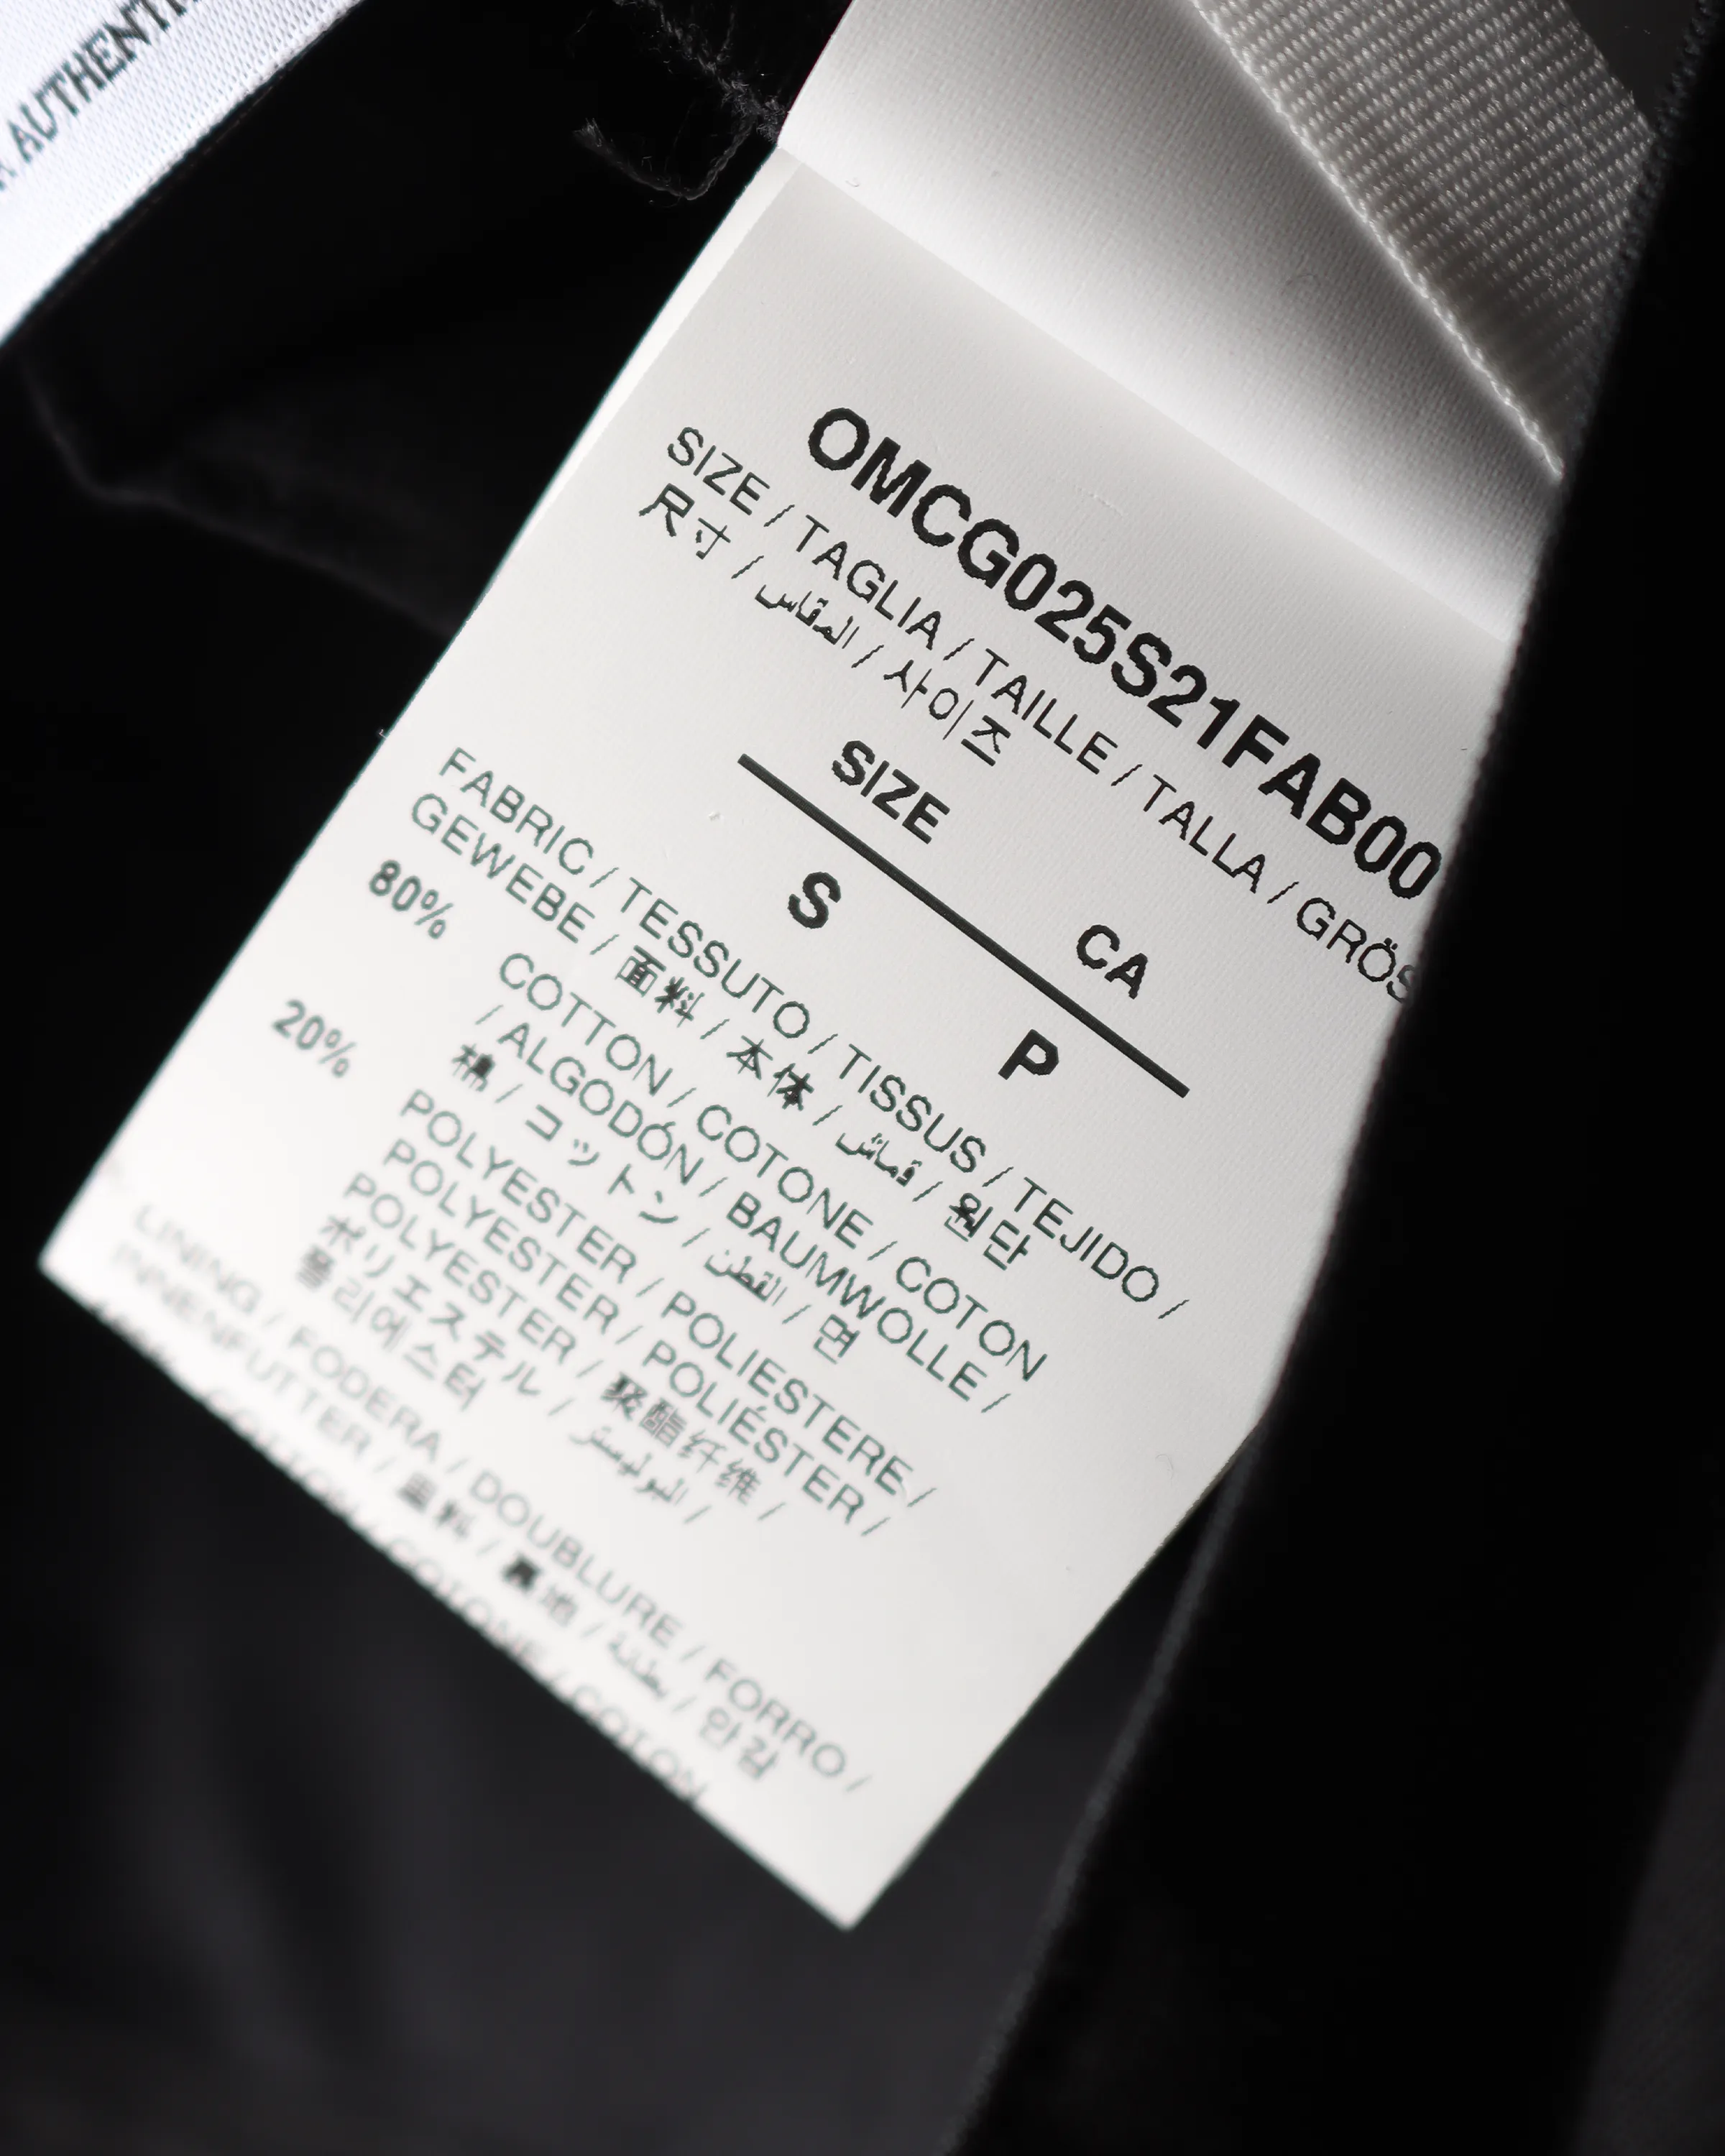 AUTHENTI
OMCG025S21FAB00
SIZE / TAGLIA / TAILLE / TALLA / GRÖS
尺寸 / المقاس / 사이즈
SIZE CA
S P
FABRIC / TESSUTO / TISSUS / TEJIDO /
GEWEBE / 面料 / 本体 / قماش / 원단
80% COTTON / COTONE / COTON
/ ALGODÓN / BAUMWOLLE /
棉 / コットン / القطن / 면
20% POLYESTER / POLIESTERE /
POLYESTER / POLIÉSTER /
POLYESTER / 聚酯纤维 /
ポリエステル / البوليستر /
폴리에스터
LINING / FODERA / DOUBLURE / FORRO /
INNENFUTTER / 里料 / 裏地 / بطانة / 안감
COTTON / COTONE / COTON